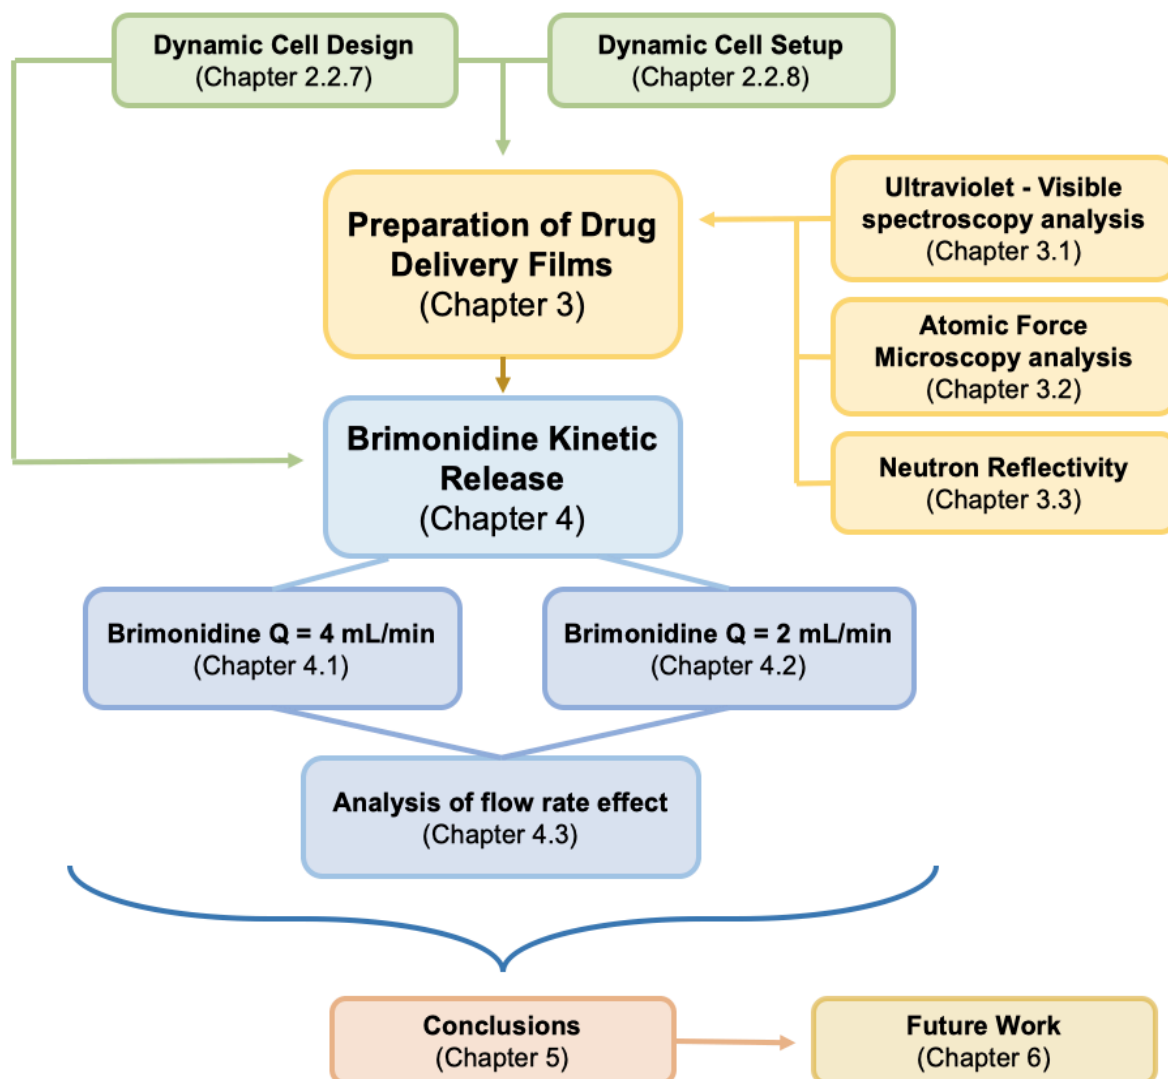 Dynamic Cell Design
(Chapter 2.2.7)
Dynamic Cell Setup
(Chapter 2.2.8)
Preparation of Drug
Delivery Films
(Chapter 3)
Ultraviolet - Visible
spectroscopy analysis
(Chapter 3.1)
Atomic Force
Microscopy analysis
(Chapter 3.2)
Neutron Reflectivity
(Chapter 3.3)
Brimonidine Kinetic
Release
(Chapter 4)
Brimonidine Q = 4 mL/min
(Chapter 4.1)
Brimonidine Q = 2 mL/min
(Chapter 4.2)
Analysis of flow rate effect
(Chapter 4.3)
Conclusions
(Chapter 5)
Future Work
(Chapter 6)